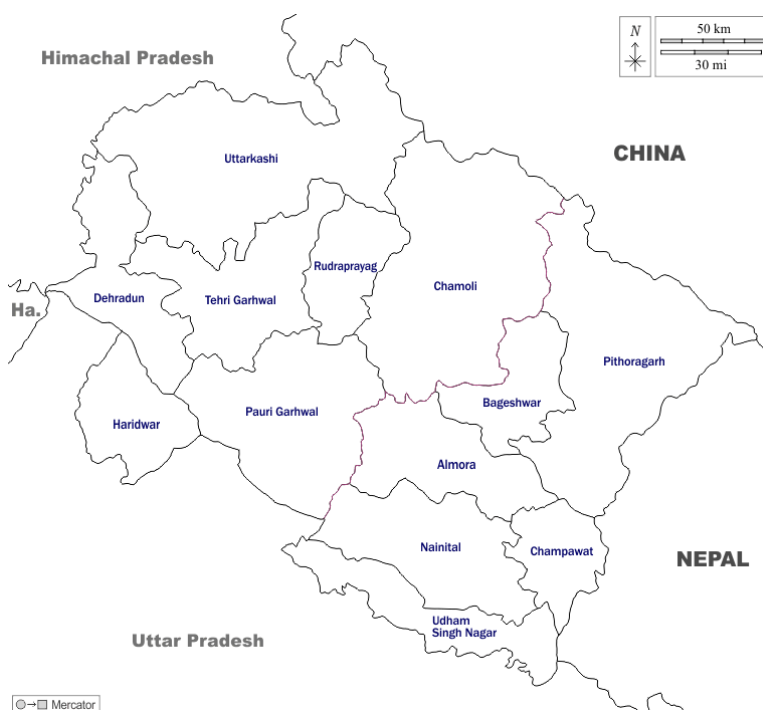 Himachal Pradesh
N
50 km
30 mi
CHINA
Uttarkashi
Rudraprayag
Chamoli
Ha.
Dehradun
Tehri Garhwal
Pithoragarh
Haridwar
Pauri Garhwal
Bageshwar
Almora
Nainital
Champawat
NEPAL
Uttar Pradesh
Udham
Singh Nagar
Mercator